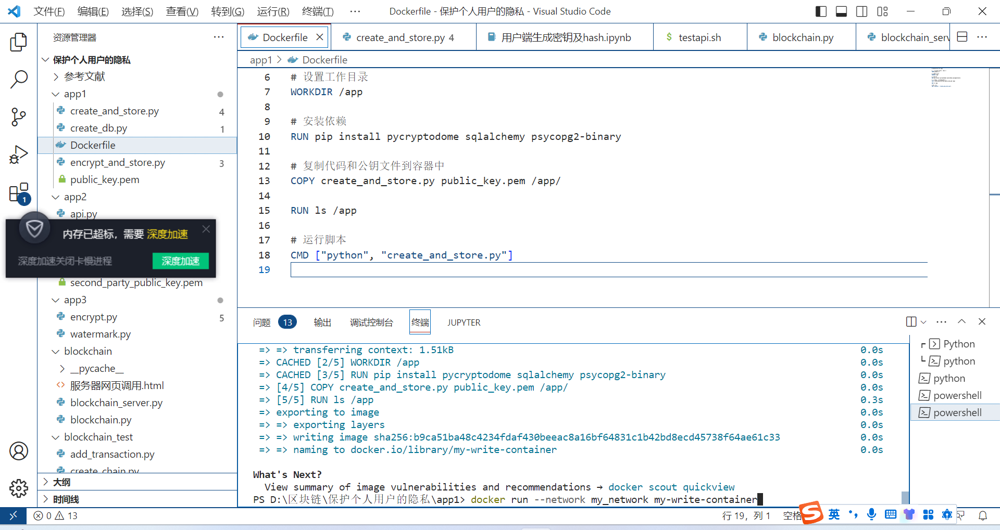 文件(F) 编辑(E) 选择(S) 查看(V) 转到(G) 运行(R) 终端(T) ··· Dockerfile - 保护个人用户的隐私 - Visual Studio Code
资源管理器 ···
Dockerfile create_and_store.py 4 用户端生成密钥及hash.ipynb $ testapi.sh blockchain.py blockchain_serv ···
app1 > Dockerfile
保护个人用户的隐私
参考文献
app1
create_and_store.py 4
create_db.py 1
Dockerfile
encrypt_and_store.py 3
public_key.pem
app2
api.py
1
内存已超标，需要 深度加速
深度加速关闭卡慢进程 深度加速
second_party_public_key.pem
app3
encrypt.py 5
watermark.py
blockchain
__pycache__
服务器网页调用.html
blockchain_server.py
blockchain.py
blockchain_test
add_transaction.py
create_chain.py
大纲
时间线
6 # 设置工作目录
7 WORKDIR /app
8
9 # 安装依赖
10 RUN pip install pycryptodome sqlalchemy psycopg2-binary
11
12 # 复制代码和公钥文件到容器中
13 COPY create_and_store.py public_key.pem /app/
14
15 RUN ls /app
16
17 # 运行脚本
18 CMD ["python", "create_and_store.py"]
19
问题 13 输出 调试控制台 终端 JUPYTER
=> => transferring context: 1.51kB 0.0s
=> CACHED [2/5] WORKDIR /app 0.0s
=> CACHED [3/5] RUN pip install pycryptodome sqlalchemy psycopg2-binary 0.0s
=> [4/5] COPY create_and_store.py public_key.pem /app/ 0.0s
=> [5/5] RUN ls /app 0.3s
=> exporting to image 0.0s
=> => exporting layers 0.0s
=> => writing image sha256:b9ca51ba48c4234fdaf430beeac8a16bf64831c1b42bd8ecd45738f64ae61c33 0.0s
=> => naming to docker.io/library/my-write-container 0.0s
What's Next?
View summary of image vulnerabilities and recommendations → docker scout quickview
PS D:\区块链\保护个人用户的隐私\app1> docker run --network my_network my-write-container
Python
python
python
powershell
powershell
0 13
行 19，列 1 空格
S 英